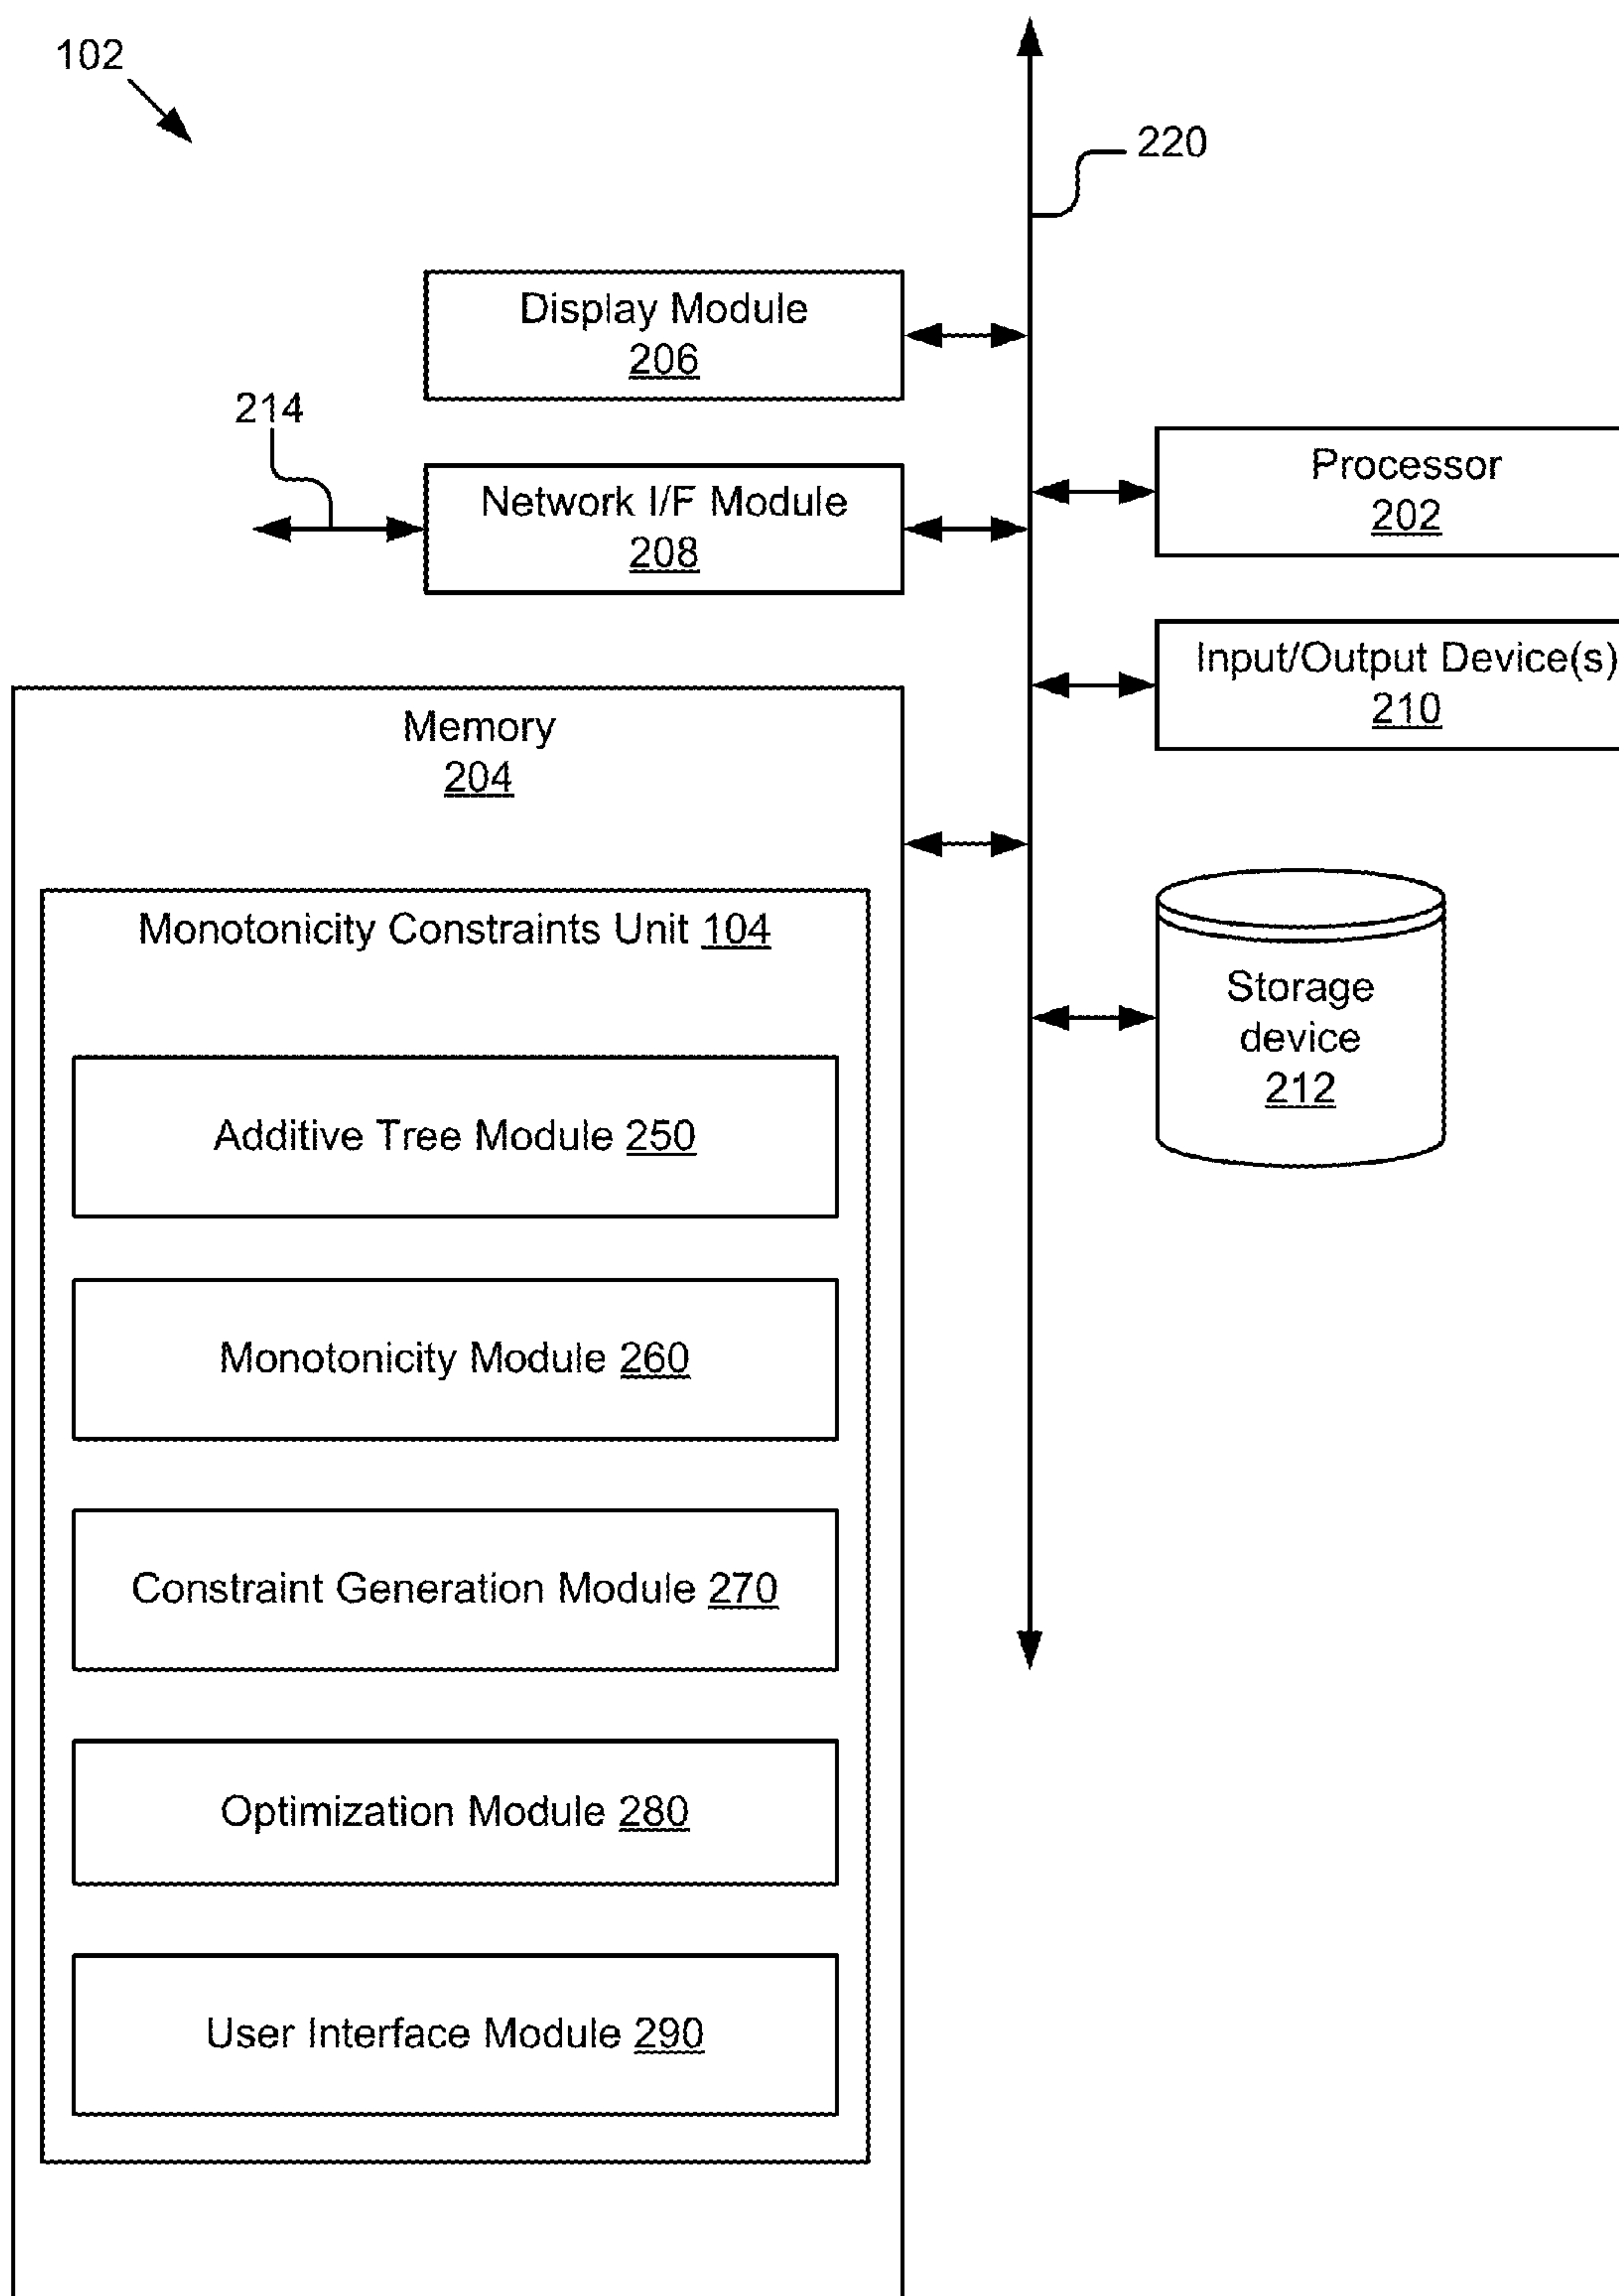 102
220
Display Module
206
214
Network I/F Module
208
Processor
202
Input/Output Device(s)
210
Memory
204
Monotonicity Constraints Unit 104
Storage
device
212
Additive Tree Module 250
Monotonicity Module 260
Constraint Generation Module 270
Optimization Module 280
User Interface Module 290